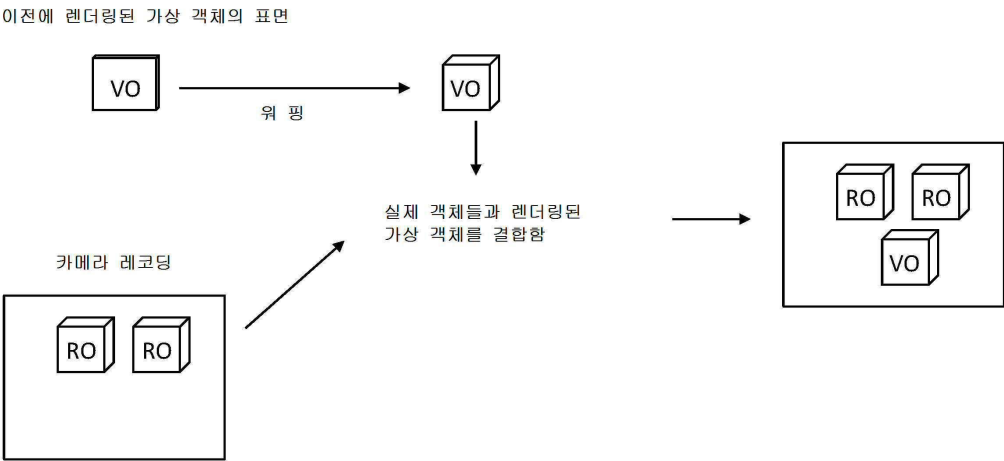 이전에 렌더링된 가상 객체의 표면
VO
워 핑
VO
실제 객체들과 렌더링된
가상 객체를 결합함
카메라 레코딩
RO RO
RO RO
VO